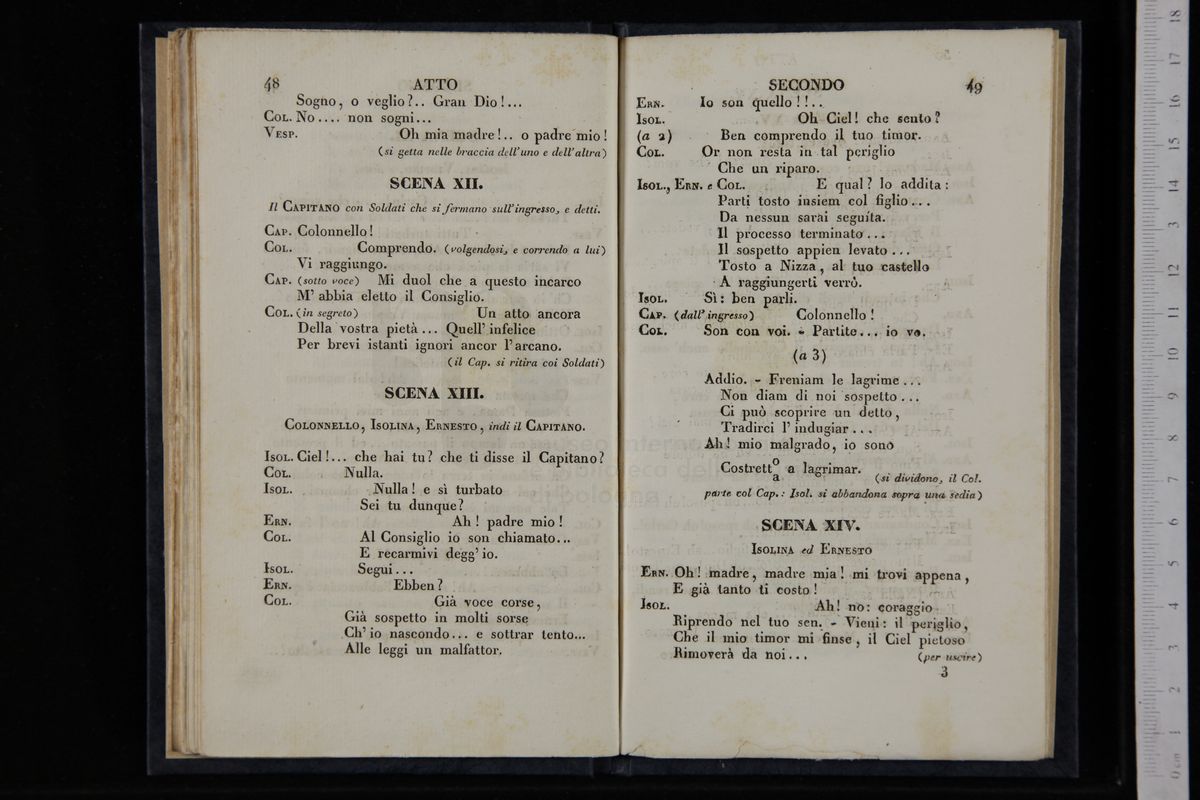 48 ATTO
Sogno, o veglio?.. Gran Dio!...
COL. No.... non sogni...
VESP. Oh mia madre!.. o padre mio!
(si getta nelle braccia dell'uno e dell'altra)
SCENA XII.
Il CAPITANO con Soldati che si fermano sull'ingresso, e detti.
CAP. Colonnello!
COL. Comprendo. (volgendosi, e correndo a lui)
Vi raggiungo.
CAP. (sotto voce) Mi duol che a questo incarco
M' abbia eletto il Consiglio.
COL. (in segreto) Un atto ancora
Della vostra pietà... Quell' infelice
Per brevi istanti ignori ancor l' arcano.
(il Cap. si ritira coi Soldati)
SCENA XIII.
COLONNELLO, ISOLINA, ERNESTO, indi il CAPITANO.
ISOL. Ciel!... che hai tu? che ti disse il Capitano?
COL. Nulla.
ISOL. Nulla! e sì turbato
Sei tu dunque?
ERN. Ah! padre mio!
COL. Al Consiglio io son chiamato...
E recarmivi degg' io.
ISOL. Segui...
ERN. Ebben?
COL. Già voce corse,
Già sospetto in molti sorse
Ch' io nascondo... e sottrar tento...
Alle leggi un malfattor.
SECONDO 49
ERN. Io son quello!!..
ISOL. Oh Ciel! che sento?
(a 2) Ben comprendo il tuo timor.
COL. Or non resta in tal periglio
Che un riparo.
ISOL., ERN. e COL. E qual? lo addita:
Parti tosto insiem col figlio...
Da nessun sarai seguíta.
Il processo terminato...
Il sospetto appien levato...
Tosto a Nizza, al tuo castello
A raggiungerti verrò.
ISOL. Sì: ben parli.
CAP. (dall' ingresso) Colonnello!
COL. Son con voi. - Partite... io vo.
(a 3)
Addio. - Freniam le lagrime...
Non diam di noi sospetto...
Ci può scoprire un detto,
Tradirci l' indugiar...
Ah! mio malgrado, io sono
Costrett o/a a lagrimar.
(si dividono, il Col.
parte col Cap.: Isol. si abbandona sopra una sedia)
SCENA XIV.
ISOLINA ed ERNESTO
ERN. Oh! madre, madre mia! mi trovi appena,
E già tanto ti costo!
ISOL. Ah! no: coraggio
Riprendo nel tuo sen. - Vieni: il periglio,
Che il mio timor mi finse, il Ciel pietoso
Rimoverà da noi... (per uscire)
3